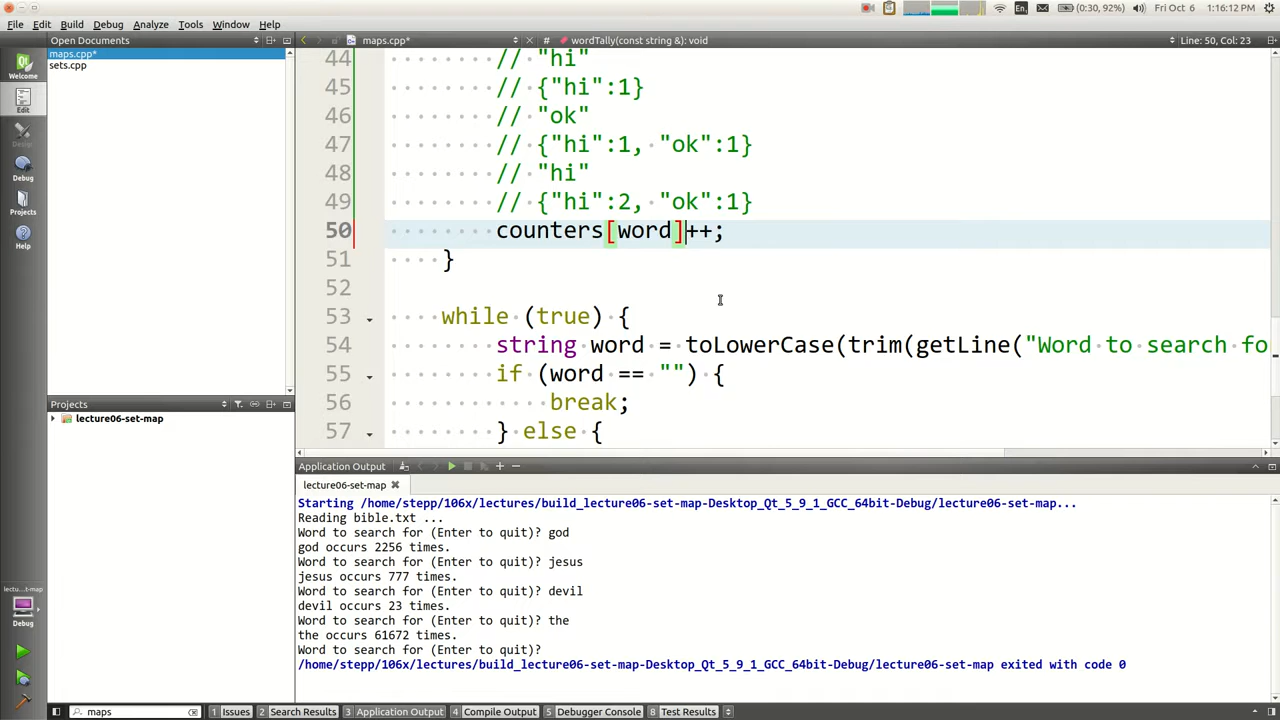 File Edit Build Debug Analyze Tools Window Help
En
(0:30, 92%)
Fri Oct 6 1:16:12 PM
Open Documents
maps.cpp*
# wordTally(const string &): void
Line: 50, Col: 23
maps.cpp*
sets.cpp
Welcome
Edit
Design
Debug
Projects
Help
44 // "hi"
45 // {"hi":1}
46 // "ok"
47 // {"hi":1, "ok":1}
48 // "hi"
49 // {"hi":2, "ok":1}
50 counters[word]++;
51 }
52
53 while (true) {
54 string word = toLowerCase(trim(getLine("Word to search fo
55 if (word == "") {
56 break;
57 } else {
Projects
lecture06-set-map
Application Output
lecture06-set-map
Starting /home/stepp/106x/lectures/build_lecture06-set-map-Desktop_Qt_5_9_1_GCC_64bit-Debug/lecture06-set-map...
Reading bible.txt ...
Word to search for (Enter to quit)? god
god occurs 2256 times.
Word to search for (Enter to quit)? jesus
jesus occurs 777 times.
Word to search for (Enter to quit)? devil
devil occurs 23 times.
Word to search for (Enter to quit)? the
the occurs 61672 times.
Word to search for (Enter to quit)?
/home/stepp/106x/lectures/build_lecture06-set-map-Desktop_Qt_5_9_1_GCC_64bit-Debug/lecture06-set-map exited with code 0
lectu...t-map
Debug
maps
1 Issues 2 Search Results 3 Application Output 4 Compile Output 5 Debugger Console 8 Test Results